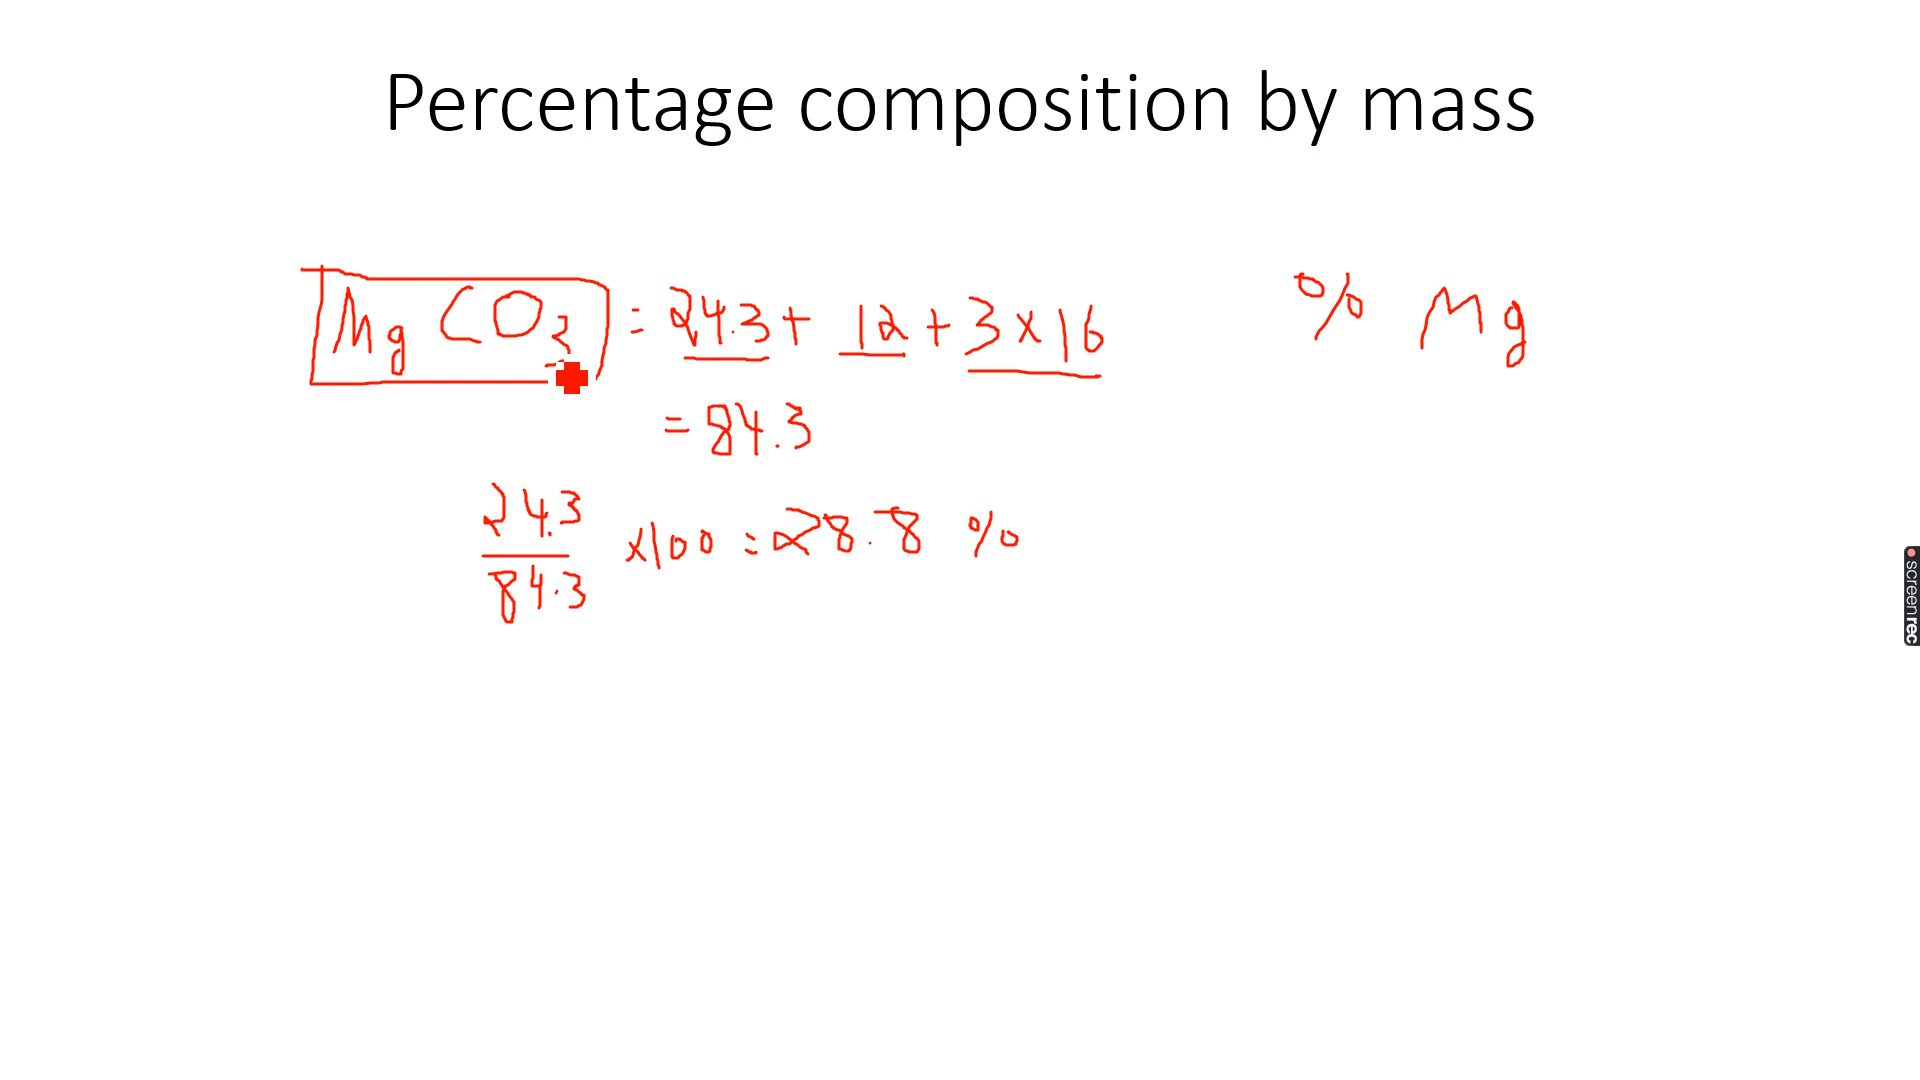 Percentage composition by mass
MgCO₃ = 24.3 + 12 + 3 x 16
% Mg
= 84.3
24.3
84.3
x100 = 28.8 %
screenrec